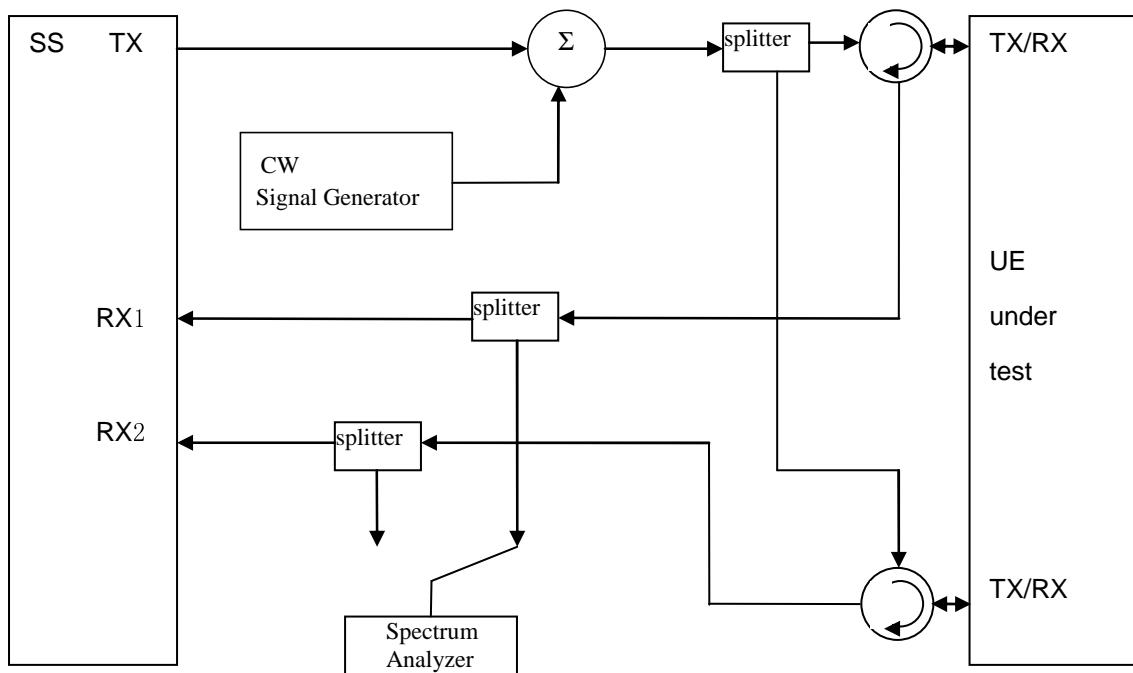 SS TX
Σ
splitter
TX/RX
CW
Signal Generator
UE
under
test
RX1
splitter
RX2
splitter
TX/RX
Spectrum
Analyzer